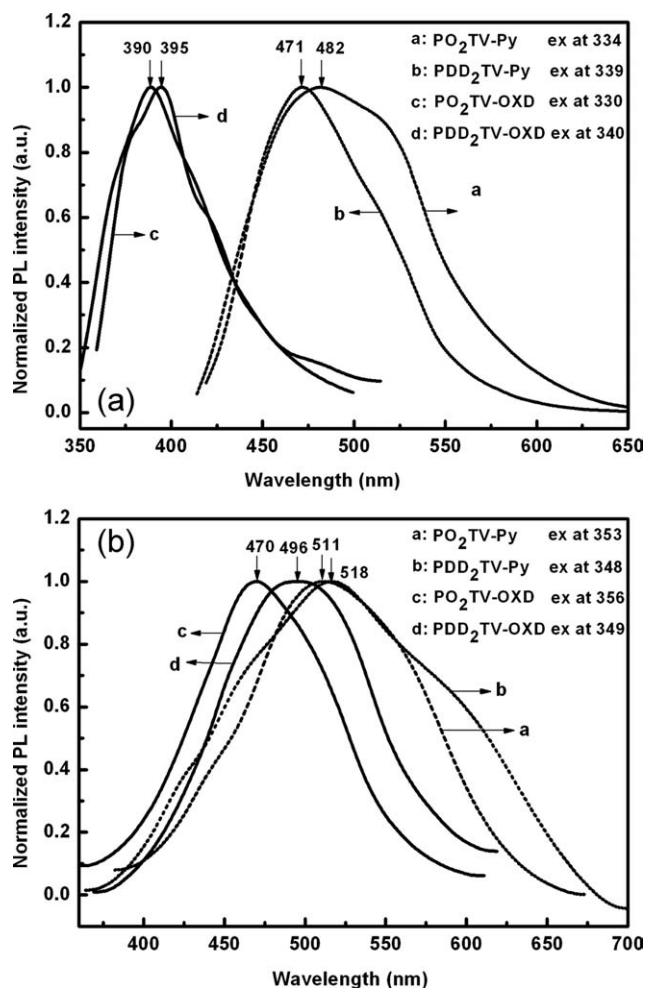 390 395 471 482
a: PO₂TV-Py ex at 334
b: PDD₂TV-Py ex at 339
c: PO₂TV-OXD ex at 330
d: PDD₂TV-OXD ex at 340
1.0
0.8
0.6
0.4
0.2
0.0
d
a
b
c
(a)
Normalized PL intensity (a.u.)
350 400 450 500 550 600 650
Wavelength (nm)
(b)
470 496 511 518
a: PO₂TV-Py ex at 353
b: PDD₂TV-Py ex at 348
c: PO₂TV-OXD ex at 356
d: PDD₂TV-OXD ex at 349
1.0
0.8
0.6
0.4
0.2
0.0
c
d
b
a
Normalized PL intensity (a.u.)
400 450 500 550 600 650 700
Wavelength (nm)